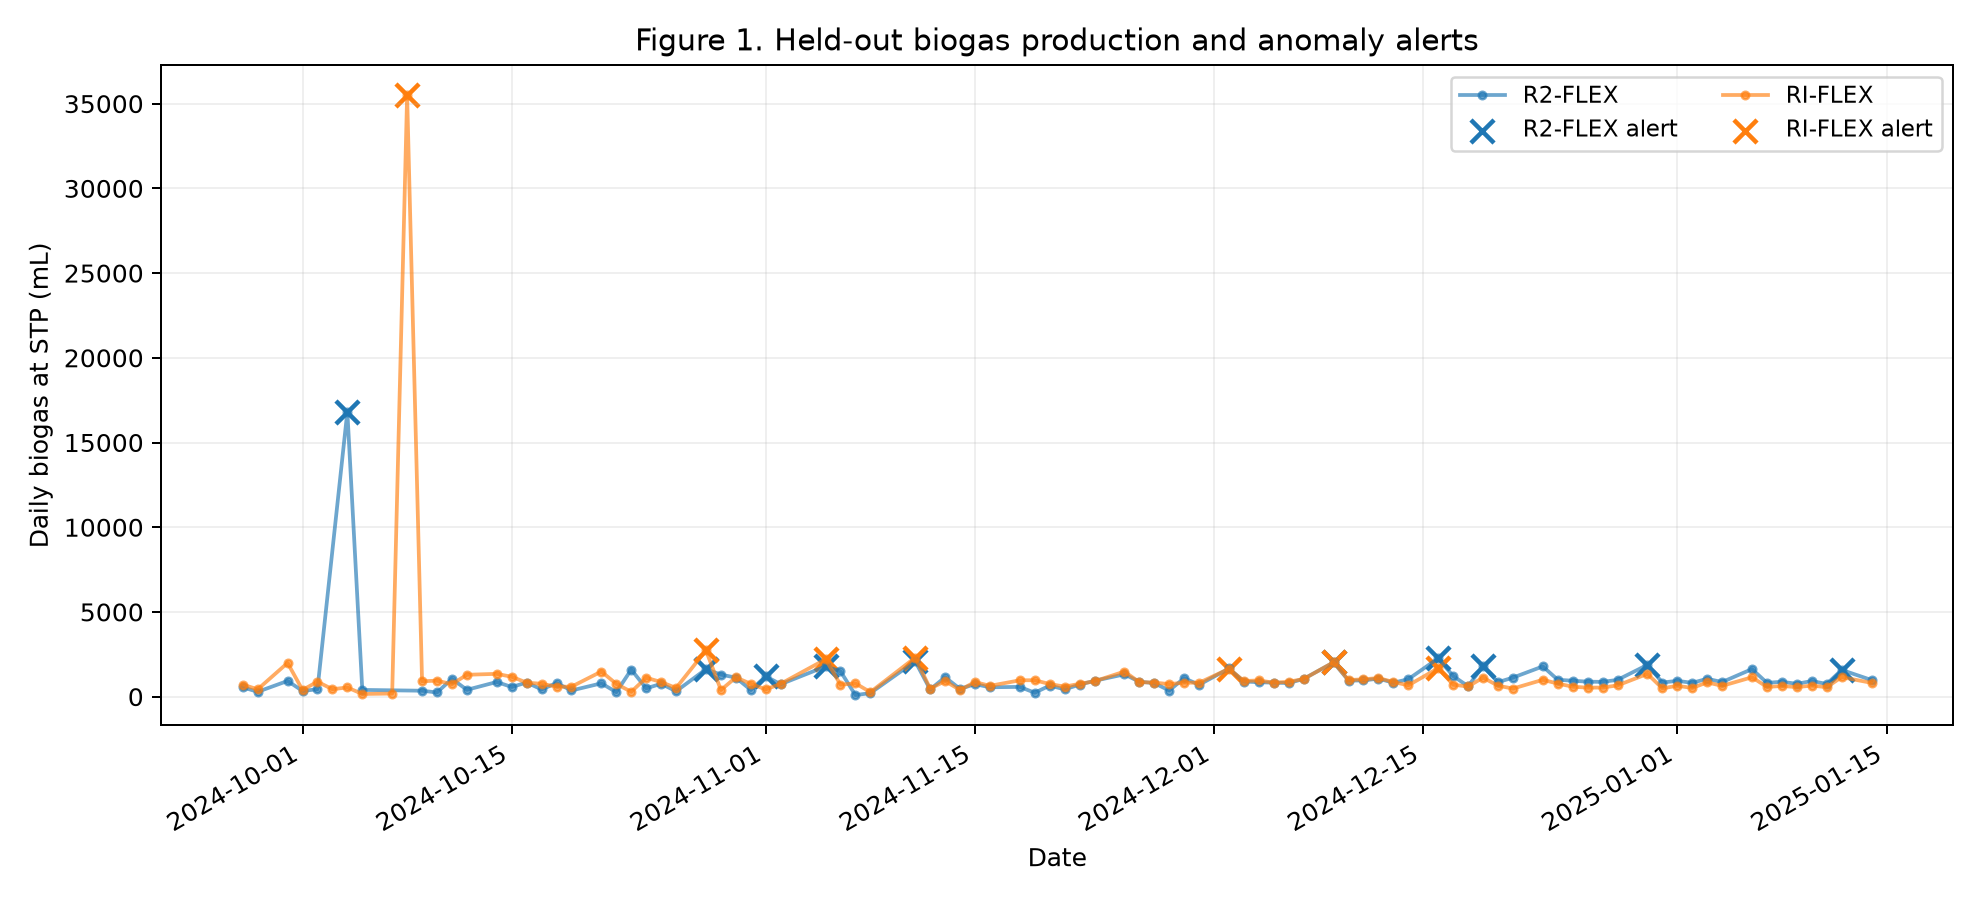 Figure 1. Held-out biogas production and anomaly alerts
R2-FLEX
R2-FLEX alert
RI-FLEX
RI-FLEX alert
Daily biogas at STP (mL)
35000
30000
25000
20000
15000
10000
5000
0
2024-10-01
2024-10-15
2024-11-01
2024-11-15
2024-12-01
2024-12-15
2025-01-01
2025-01-15
Date